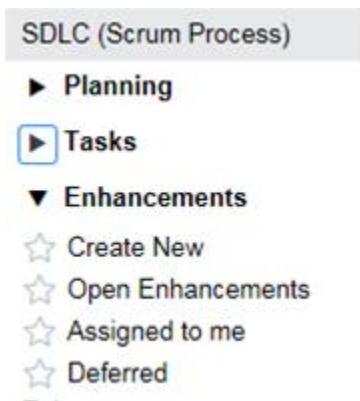 SDLC (Scrum Process)
Planning
Tasks
Enhancements
Create New
Open Enhancements
Assigned to me
Deferred